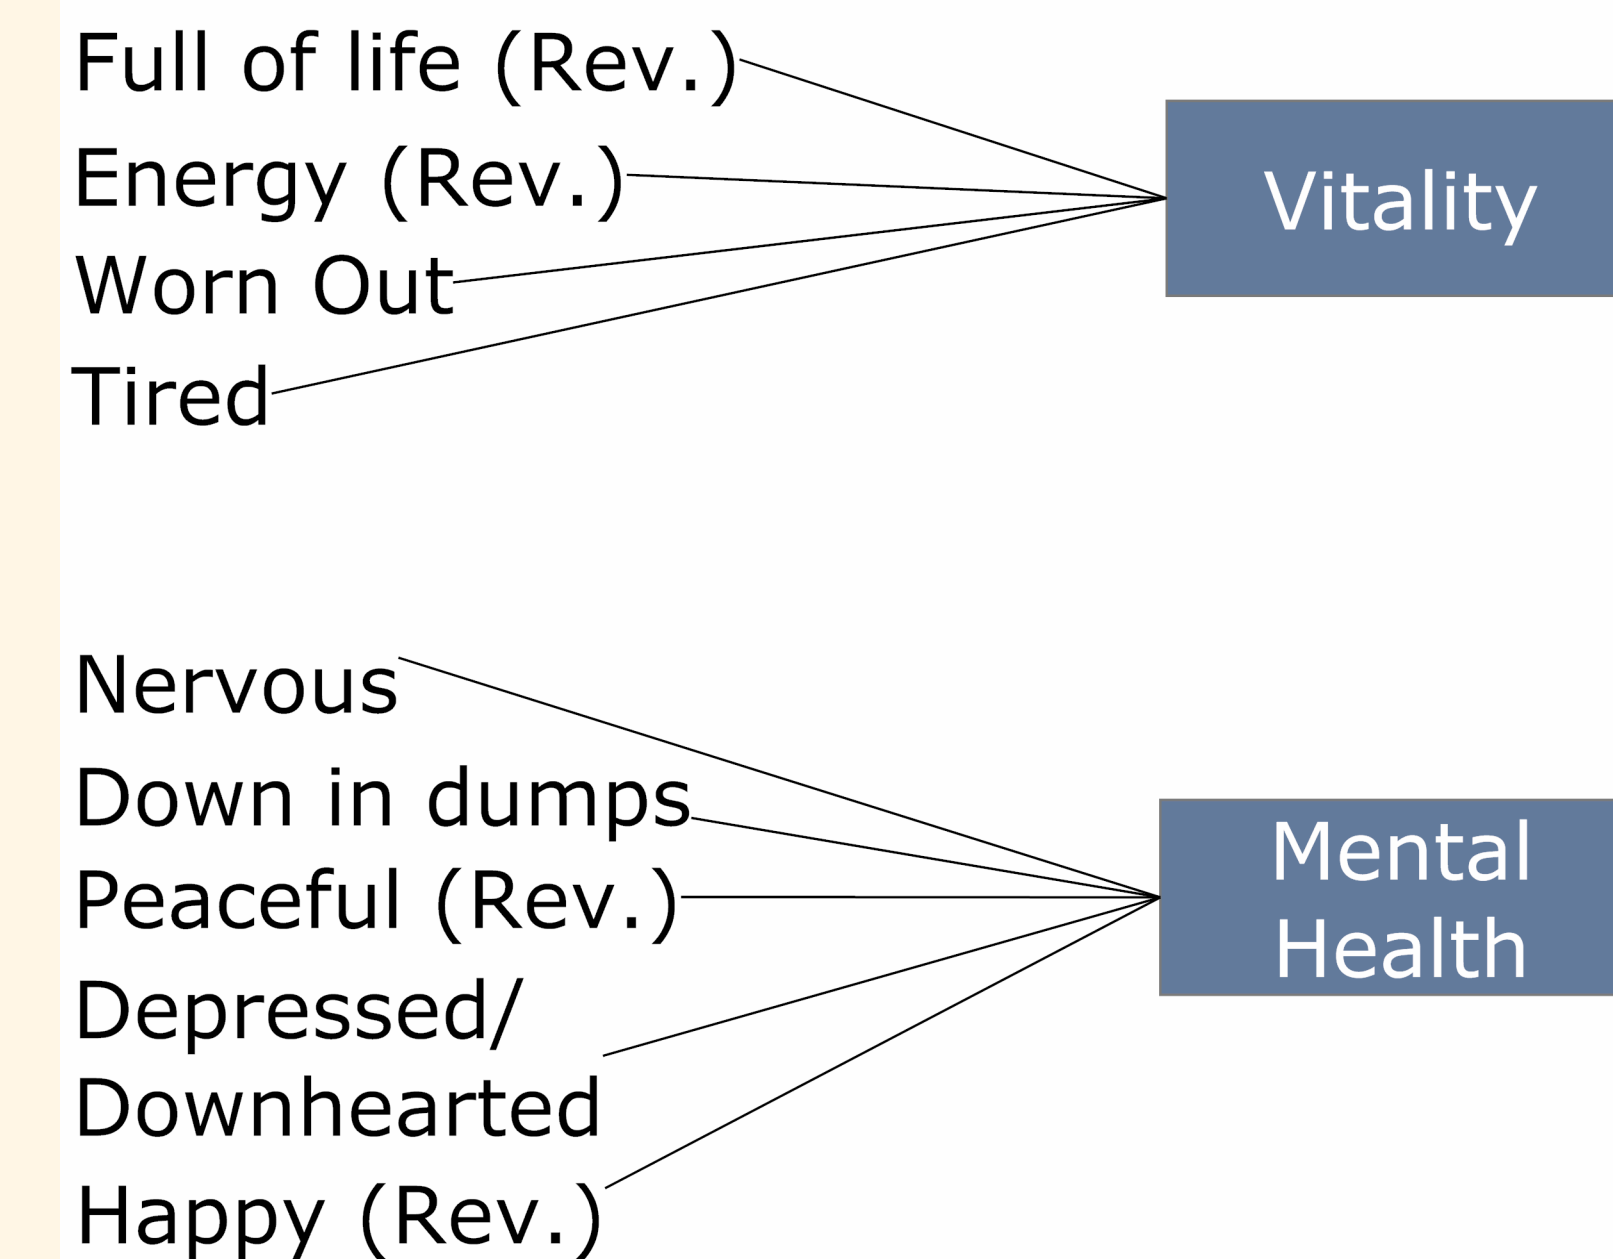 Full of life (Rev.)
Energy (Rev.)
Worn Out
Tired
Vitality
Nervous
Down in dumps
Peaceful (Rev.)
Depressed/
Downhearted
Happy (Rev.)
Mental
Health